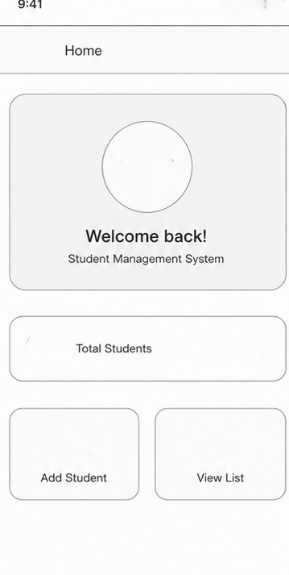 9:41
Home
Welcome back!
Student Management System
Total Students
Add Student
View List